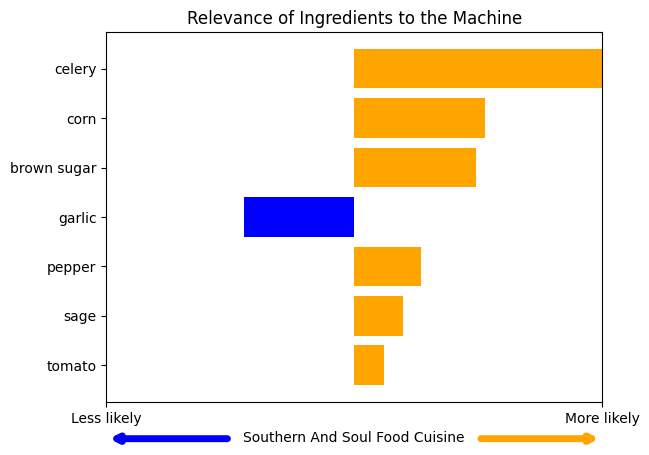 Relevance of Ingredients to the Machine
celery
corn
brown sugar
garlic
pepper
sage
tomato
Less likely
More likely
Southern And Soul Food Cuisine